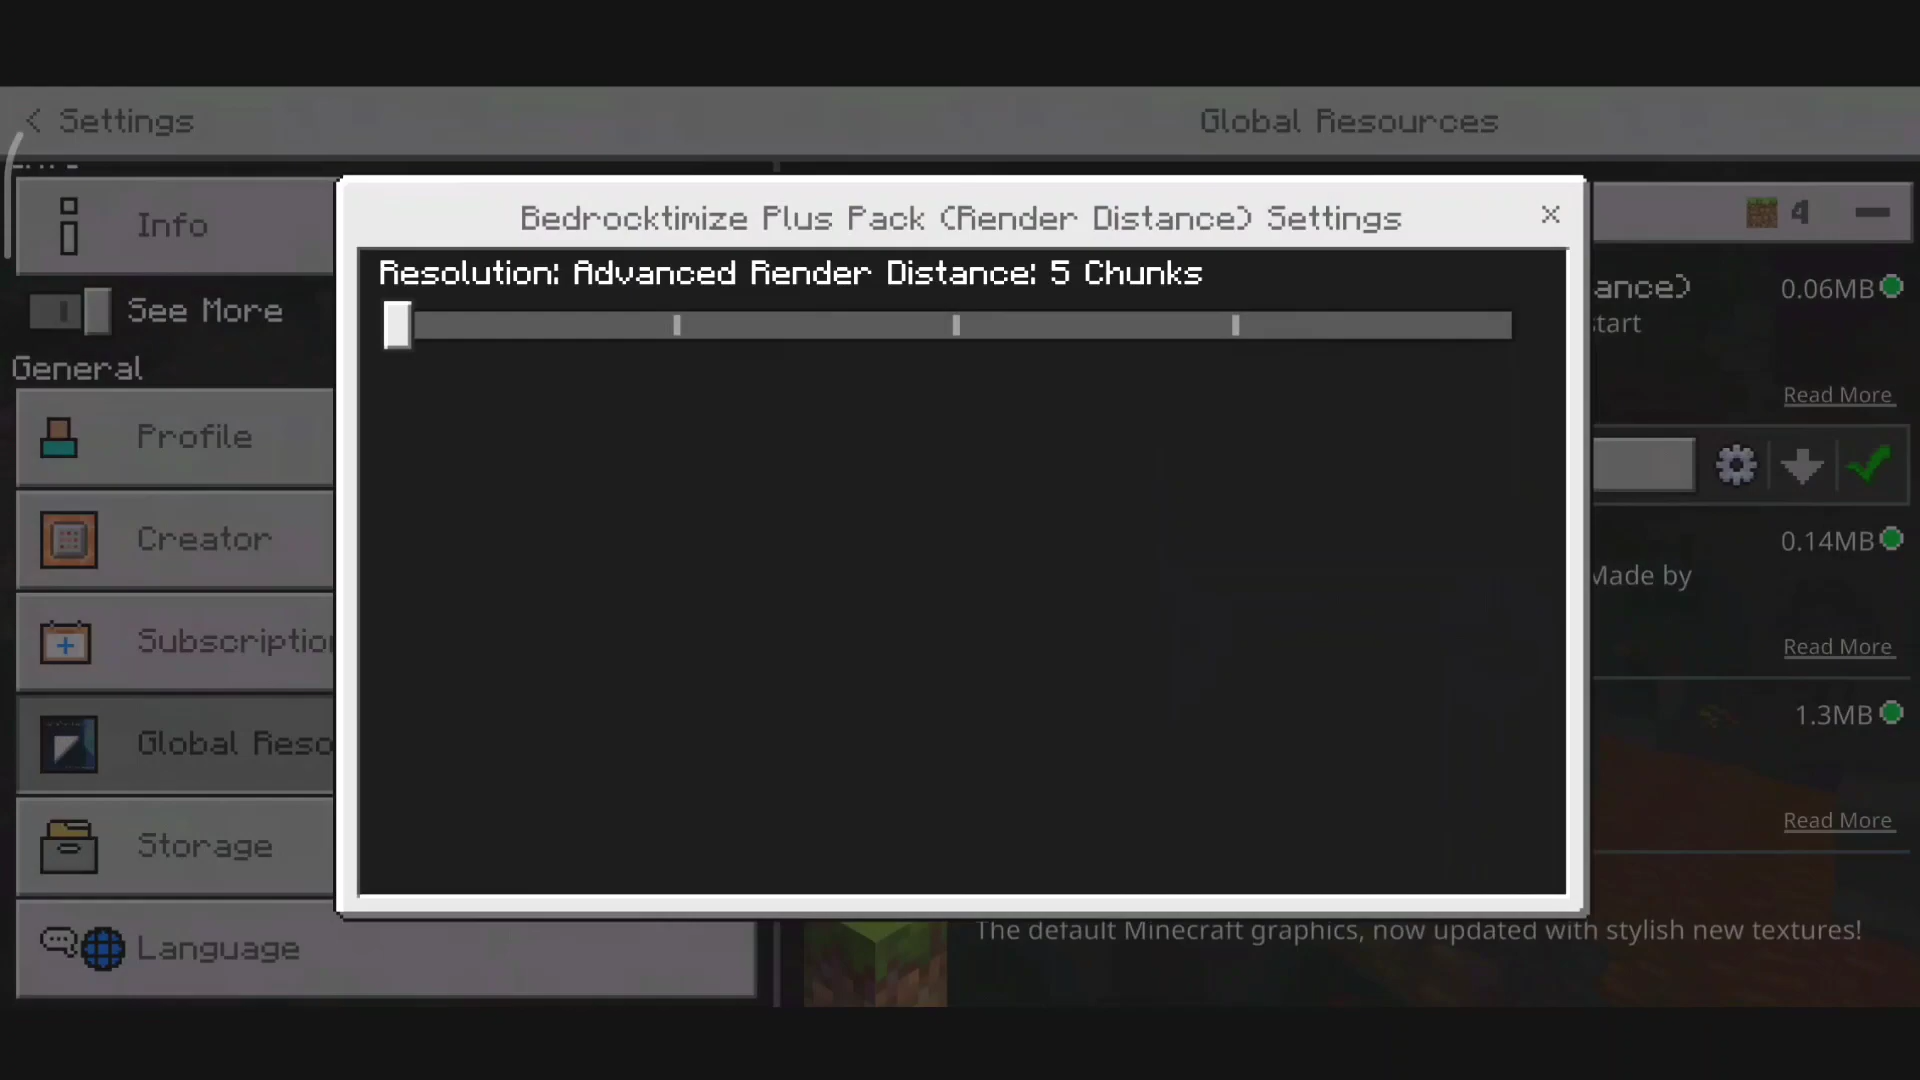 Settings
Global Resources
Info
Bedrocktimize Plus Pack (Render Distance) Settings
4
Resolution: Advanced Render Distance: 5 Chunks
ance)
0.06MB
See More
start
General
Read More
Profile
Creator
0.14MB
Made by
Subscription
Read More
1.3MB
Global Reso
Read More
Storage
The default Minecraft graphics, now updated with stylish new textures!
Language